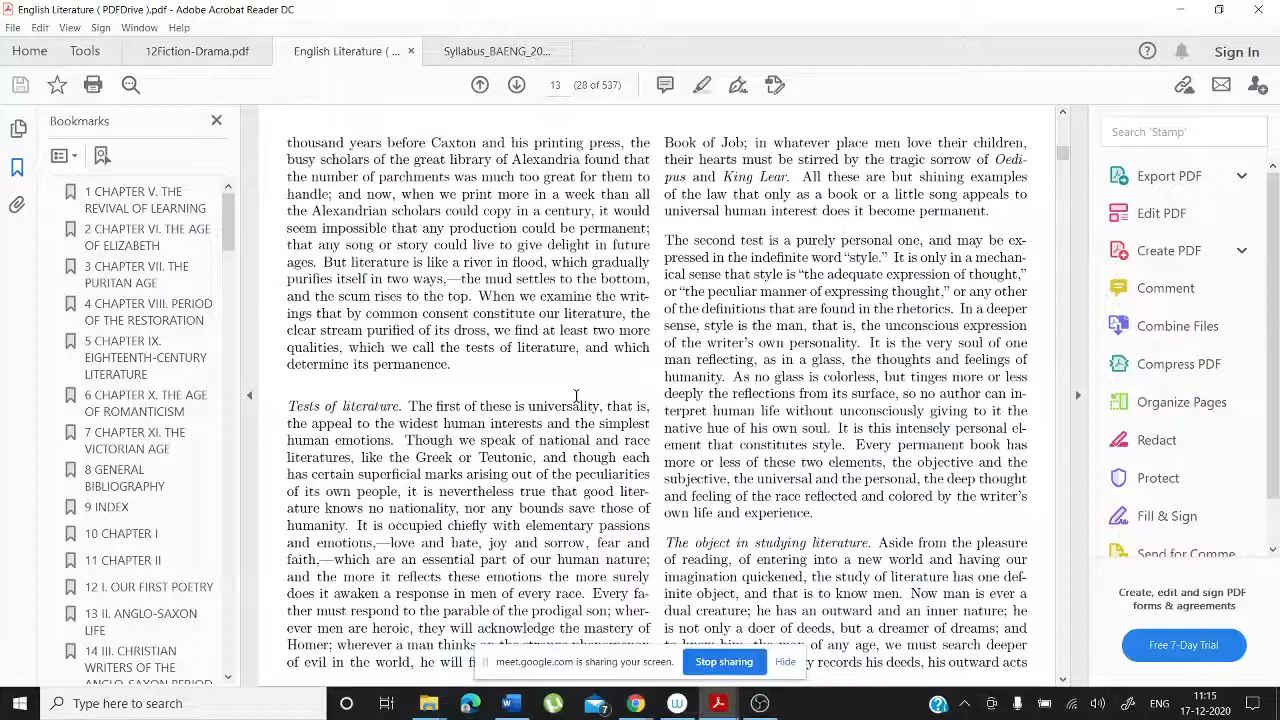 English Literature ( PDFDrive ).pdf - Adobe Acrobat Reader DC
File Edit View Sign Window Help
Home Tools 12Fiction-Drama.pdf English Literature ( ... × Syllabus_BAENG_20... Sign In
13 (28 of 537)
Bookmarks
1 CHAPTER V. THE
REVIVAL OF LEARNING
2 CHAPTER VI. THE AGE
OF ELIZABETH
3 CHAPTER VII. THE
PURITAN AGE
4 CHAPTER VIII. PERIOD
OF THE RESTORATION
5 CHAPTER IX.
EIGHTEENTH-CENTURY
LITERATURE
6 CHAPTER X. THE AGE
OF ROMANTICISM
7 CHAPTER XI. THE
VICTORIAN AGE
8 GENERAL
BIBLIOGRAPHY
9 INDEX
10 CHAPTER I
11 CHAPTER II
12 I. OUR FIRST POETRY
13 II. ANGLO-SAXON
LIFE
14 III. CHRISTIAN
WRITERS OF THE
ANGLO-SAXON PERIOD
thousand years before Caxton and his printing press, the
busy scholars of the great library of Alexandria found that
the number of parchments was much too great for them to
handle; and now, when we print more in a week than all
the Alexandrian scholars could copy in a century, it would
seem impossible that any production could be permanent;
that any song or story could live to give delight in future
ages. But literature is like a river in flood, which gradually
purifies itself in two ways,—the mud settles to the bottom,
and the scum rises to the top. When we examine the writ-
ings that by common consent constitute our literature, the
clear stream purified of its dross, we find at least two more
qualities, which we call the tests of literature, and which
determine its permanence.
Tests of literature. The first of these is universality, that is,
the appeal to the widest human interests and the simplest
human emotions. Though we speak of national and race
literatures, like the Greek or Teutonic, and though each
has certain superficial marks arising out of the peculiarities
of its own people, it is nevertheless true that good liter-
ature knows no nationality, nor any bounds save those of
humanity. It is occupied chiefly with elementary passions
and emotions,—love and hate, joy and sorrow, fear and
faith,—which are an essential part of our human nature;
and the more it reflects these emotions the more surely
does it awaken a response in men of every race. Every fa-
ther must respond to the parable of the prodigal son; wher-
ever men are heroic, they will acknowledge the mastery of
Homer; wherever a man thinks
of evil in the world, he will
Book of Job; in whatever place men love their children,
their hearts must be stirred by the tragic sorrow of Oedi-
pus and King Lear. All these are but shining examples
of the law that only as a book or a little song appeals to
universal human interest does it become permanent.
The second test is a purely personal one, and may be ex-
pressed in the indefinite word “style.” It is only in a mechan-
ical sense that style is “the adequate expression of thought,”
or “the peculiar manner of expressing thought,” or any other
of the definitions that are found in the rhetorics. In a deeper
sense, style is the man, that is, the unconscious expression
of the writer’s own personality. It is the very soul of one
man reflecting, as in a glass, the thoughts and feelings of
humanity. As no glass is colorless, but tinges more or less
deeply the reflections from its surface, so no author can in-
terpret human life without unconsciously giving to it the
native hue of his own soul. It is this intensely personal el-
ement that constitutes style. Every permanent book has
more or less of these two elements, the objective and the
subjective, the universal and the personal, the deep thought
and feeling of the race reflected and colored by the writer’s
own life and experience.
The object in studying literature. Aside from the pleasure
of reading, of entering into a new world and having our
imagination quickened, the study of literature has one def-
inite object, and that is to know men. Now man is ever a
dual creature; he has an outward and an inner nature; he
is not only a doer of deeds, but a dreamer of dreams; and
of any age, we must search deeper
records his deeds, his outward acts
meet.google.com is sharing your screen. Stop sharing Hide
Search 'Stamp'
Export PDF
Edit PDF
Create PDF
Comment
Combine Files
Compress PDF
Organize Pages
Redact
Protect
Fill & Sign
Send for Comme
Create, edit and sign PDF
forms & agreements
Free 7-Day Trial
Type here to search
ENG
11:15
17-12-2020